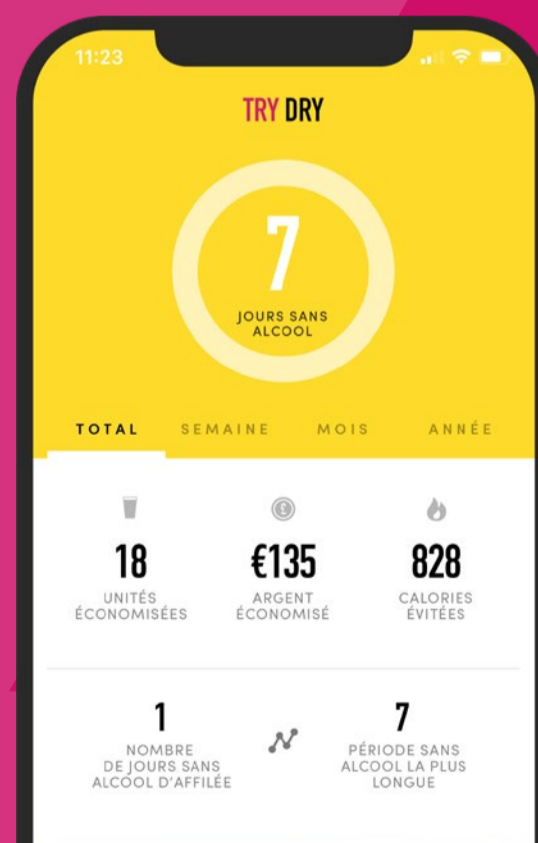 11:23
TRY DRY
7
JOURS SANS
ALCOOL
TOTAL SEMAINE MOIS ANNÉE
18 €135 828
UNITÉS ARGENT CALORIES
ÉCONOMISÉES ÉCONOMISÉ ÉVITÉES
1 7
NOMBRE PÉRIODE SANS
DE JOURS SANS ALCOOL LA PLUS
ALCOOL D'AFFILÉE LONGUE